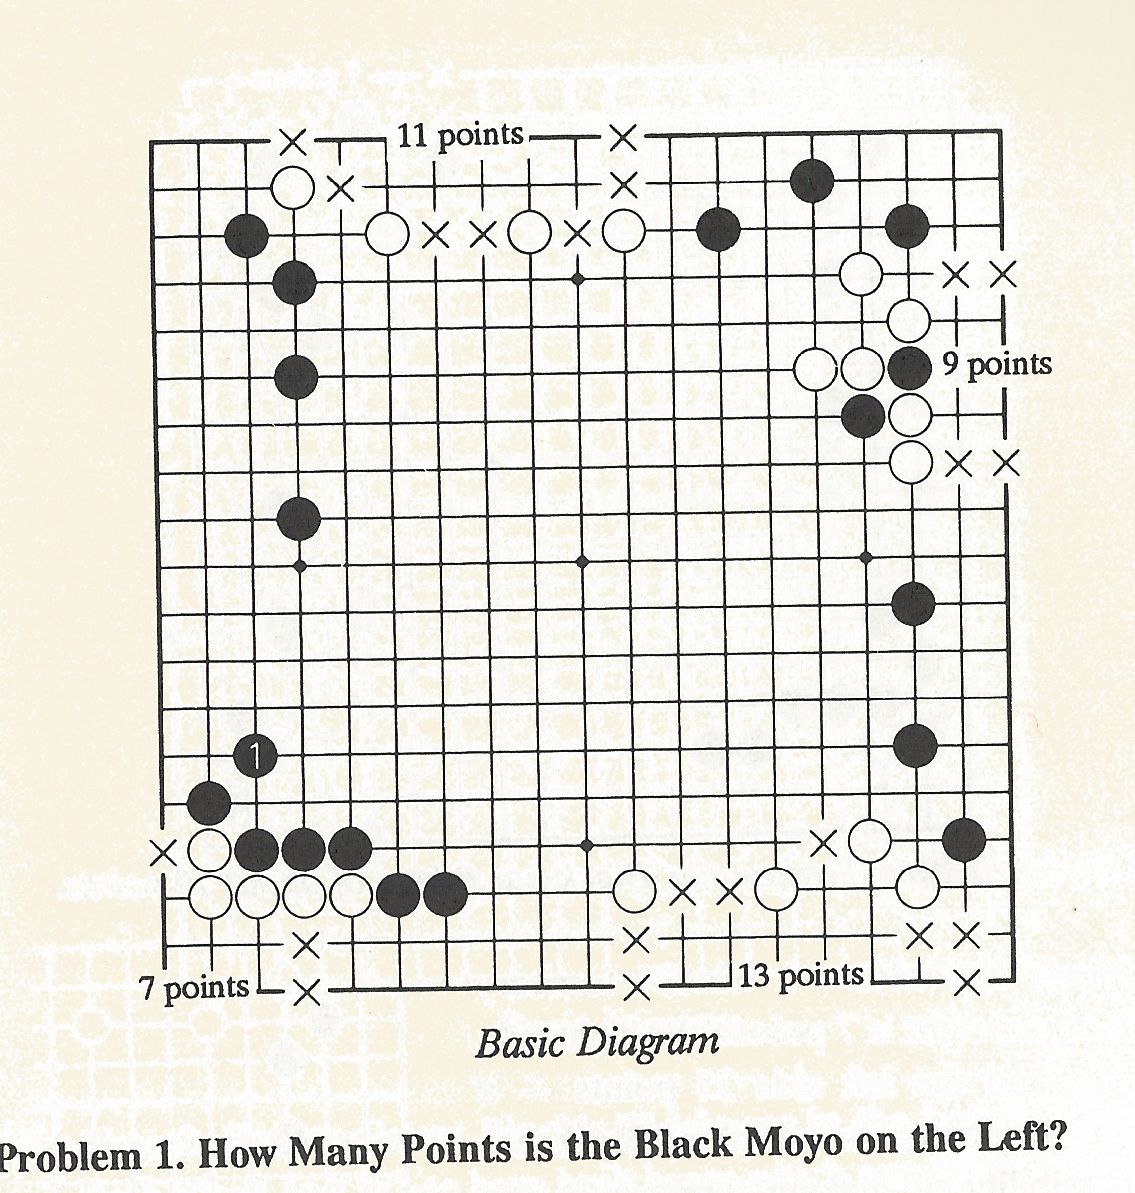 11 points
9 points
1
7 points
13 points
Basic Diagram
Problem 1. How Many Points is the Black Moyo on the Left?